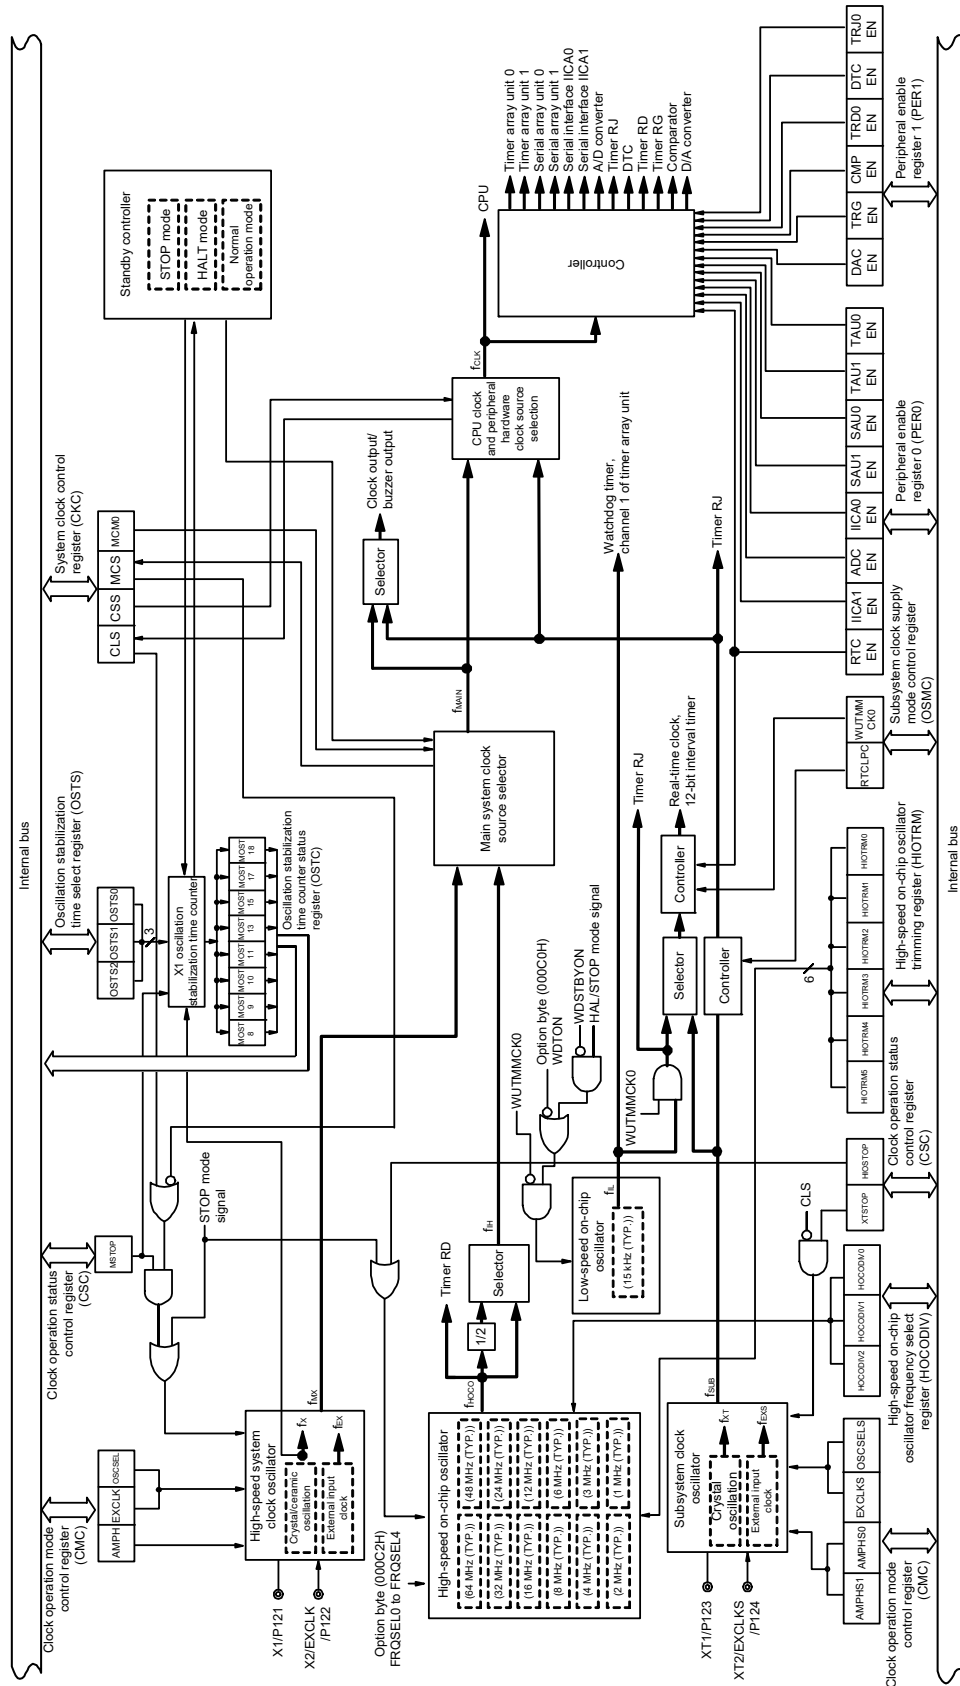 Internal bus
Clock operation mode
control register
(CMC)
AMPH
EXCLK
OSCSEL
Clock operation status
control register
(CSC)
MSTOP
Oscillation stabilization
time select register (OSTS)
OSTS2
OSTS1
OSTS0
3
System clock control
register (CKC)
CLS
CSS
MCS
MCM0
Standby controller
STOP mode
HALT mode
Normal
operation mode
X1 oscillation
stabilization time counter
MOST
8
MOST
9
MOST
10
MOST
11
MOST
13
MOST
15
MOST
17
MOST
18
Oscillation stabilization
time counter status
register (OSTC)
STOP mode
signal
High-speed system
clock oscillator
Crystal/ceramic
oscillation
External input
clock
fX
fEX
fMX
X1/P121
X2/EXCLK
/P122
Option byte (000C2H)
FRQSEL0 to FRQSEL4
High-speed on-chip oscillator
(64 MHz (TYP.))
(48 MHz (TYP.))
(32 MHz (TYP.))
(24 MHz (TYP.))
(16 MHz (TYP.))
(12 MHz (TYP.))
(8 MHz (TYP.))
(6 MHz (TYP.))
(4 MHz (TYP.))
(3 MHz (TYP.))
(2 MHz (TYP.))
(1 MHz (TYP.))
fHOCO
Timer RD
1/2
Selector
fIH
Main system clock
source selector
fMAIN
Selector
Clock output/
buzzer output
CPU clock
and peripheral
hardware
clock source
selection
fCLK
CPU
Controller
Timer array unit 0
Timer array unit 1
Serial array unit 0
Serial array unit 1
Serial interface IICA0
Serial interface IICA1
A/D converter
Timer RJ
DTC
Timer RD
Timer RG
Comparator
D/A converter
WUTMMCK0
Option byte (000C0H)
WDTON
WDSTBYON
HAL/STOP mode signal
Low-speed on-chip
oscillator
(15 kHz (TYP.))
fIL
Watchdog timer,
channel 1 of timer array unit
WUTMMCK0
Timer RJ
Selector
Controller
Real-time clock,
12-bit interval timer
Controller
Timer RJ
Subsystem clock
oscillator
Crystal
oscillation
External input
clock
fXT
fEXS
fSUB
XT1/P123
XT2/EXCLKS
/P124
CLS
6
AMPHS1
AMPHS0
EXCLKS
OSCSELS
HOCODIV2
HOCODIV1
HOCODIV0
XTSTOP
HIOSTOP
HIOTRM5
HIOTRM4
HIOTRM3
HIOTRM2
HIOTRM1
HIOTRM0
RTCLPC
WUTMM
CK0
RTC
EN
IICA1
EN
ADC
EN
IICA0
EN
SAU1
EN
SAU0
EN
TAU1
EN
TAU0
EN
DAC
EN
TRG
EN
CMP
EN
TRD0
EN
DTC
EN
TRJ0
EN
Clock operation mode
control register
(CMC)
High-speed on-chip
oscillator frequency select
register (HOCODIV)
Clock operation status
control register
(CSC)
High-speed on-chip oscillator
trimming register (HIOTRM)
Subsystem clock supply
mode control register
(OSMC)
Peripheral enable
register 0 (PER0)
Peripheral enable
register 1 (PER1)
Internal bus